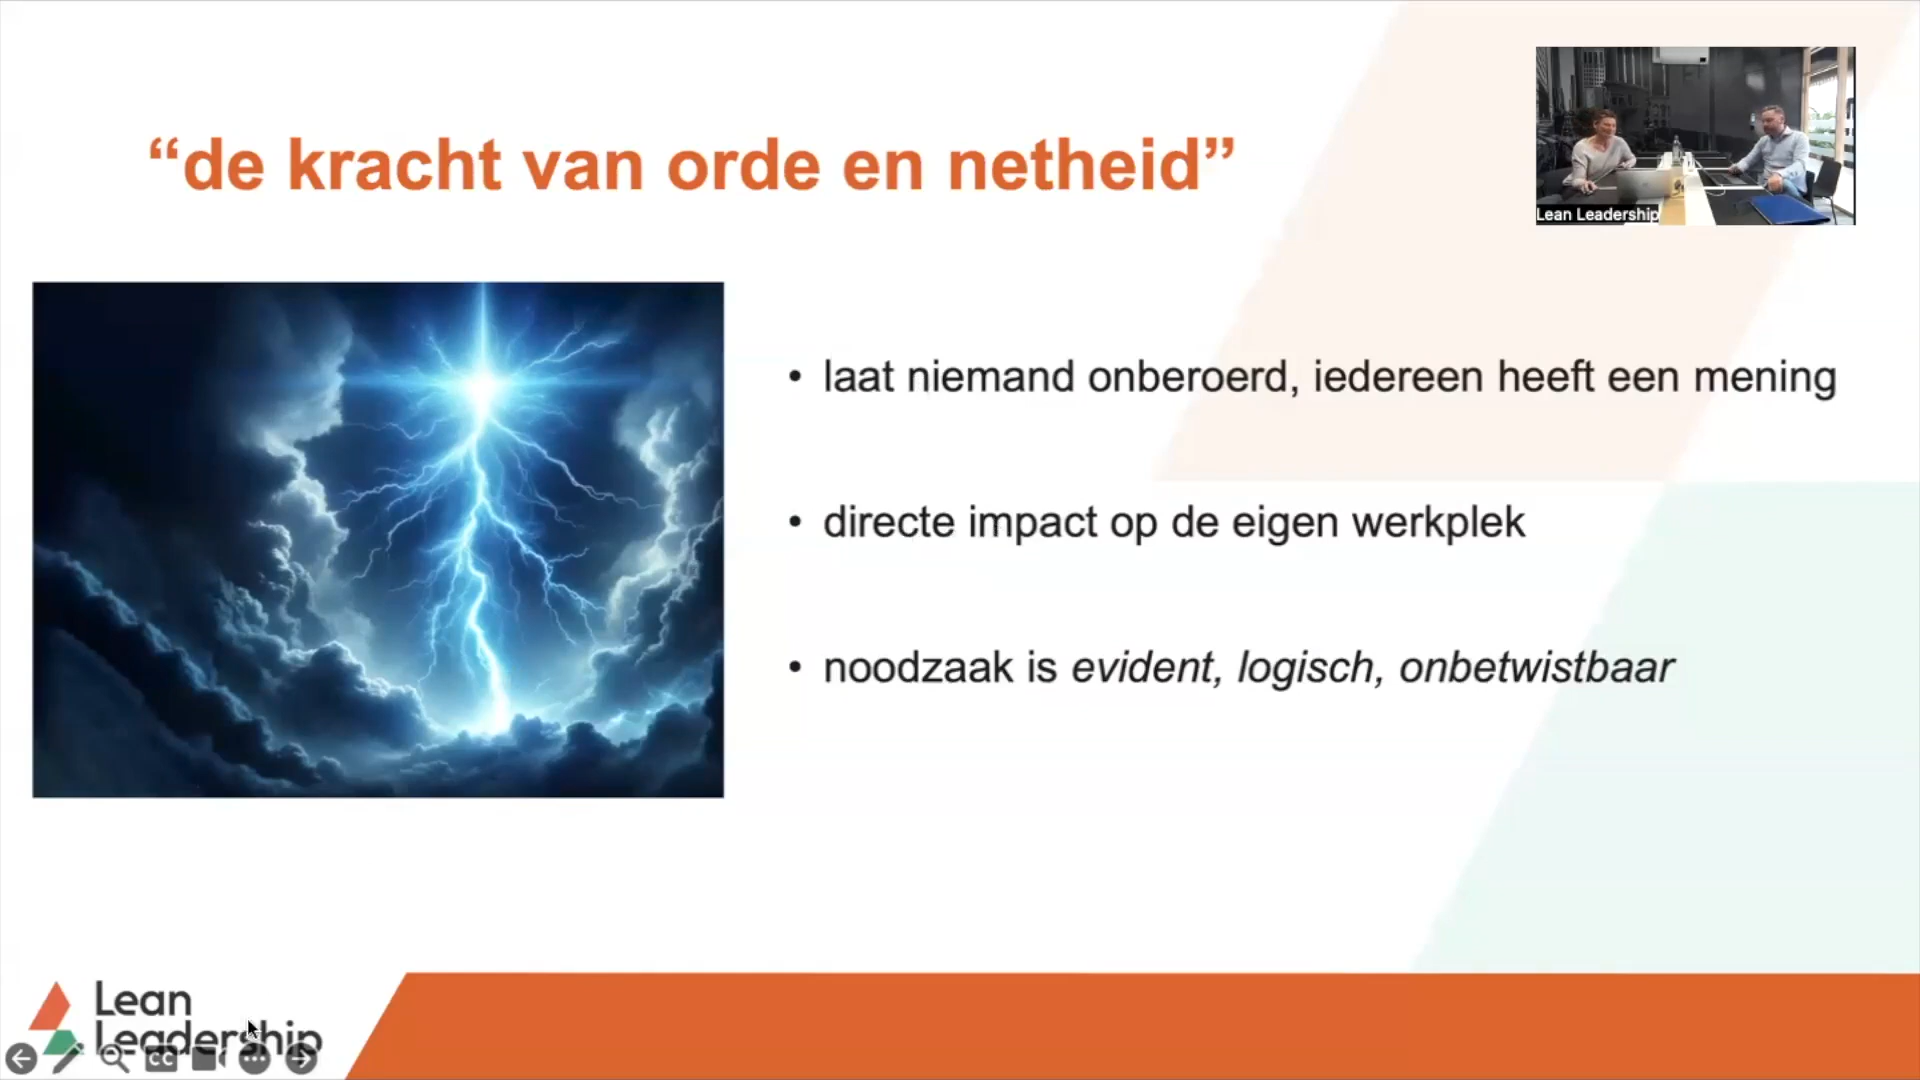 “de kracht van orde en netheid”
Lean Leadership
• laat niemand onberoerd, iedereen heeft een mening
• directe impact op de eigen werkplek
• noodzaak is evident, logisch, onbetwistbaar
Lean
Leadership
CC